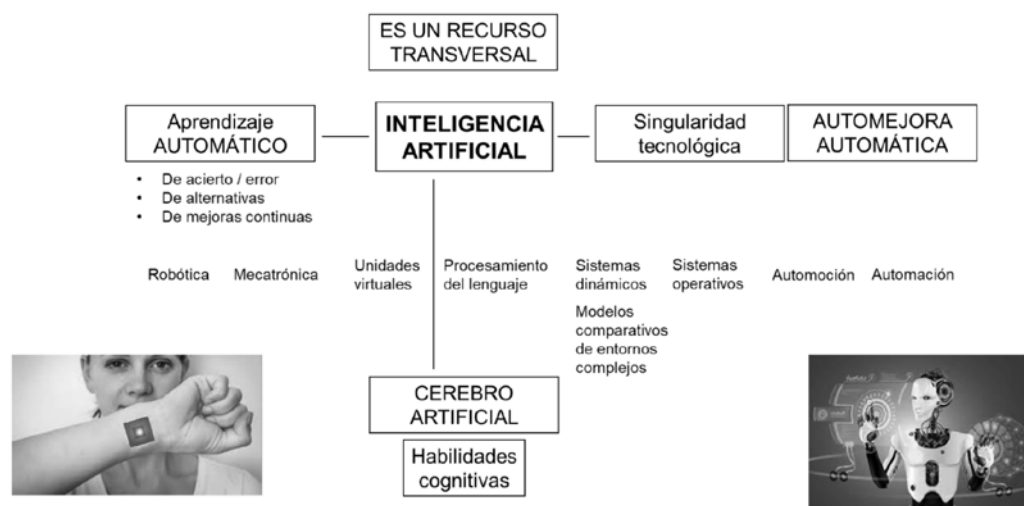 ES UN RECURSO
TRANSVERSAL
Aprendizaje
AUTOMÁTICO
INTELIGENCIA
ARTIFICIAL
Singularidad
tecnológica
AUTOMEJORA
AUTOMÁTICA
• De acierto / error
• De alternativas
• De mejoras continuas
Robótica
Mecatrónica
Unidades
virtuales
Procesamiento
del lenguaje
Sistemas
dinámicos
Modelos
comparativos
de entornos
complejos
Sistemas
operativos
Automoción
Automación
CEREBRO
ARTIFICIAL
Habilidades
cognitivas